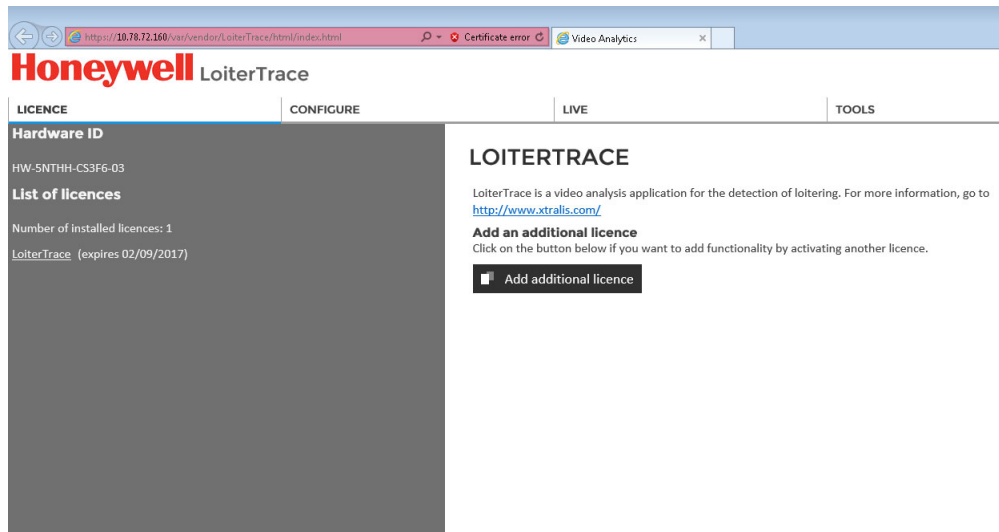 https://10.78.72.160/var/vendor/LoiterTrace/html/index.html
Certificate error
Video Analytics
Honeywell LoiterTrace
LICENCE
CONFIGURE
LIVE
TOOLS
Hardware ID
HW-5NTHH-CS3F6-03
List of licences
Number of installed licences: 1
LoiterTrace (expires 02/09/2017)
LOITERTRACE
LoiterTrace is a video analysis application for the detection of loitering. For more information, go to
http://www.xtralis.com/
Add an additional licence
Click on the button below if you want to add functionality by activating another licence.
Add additional licence